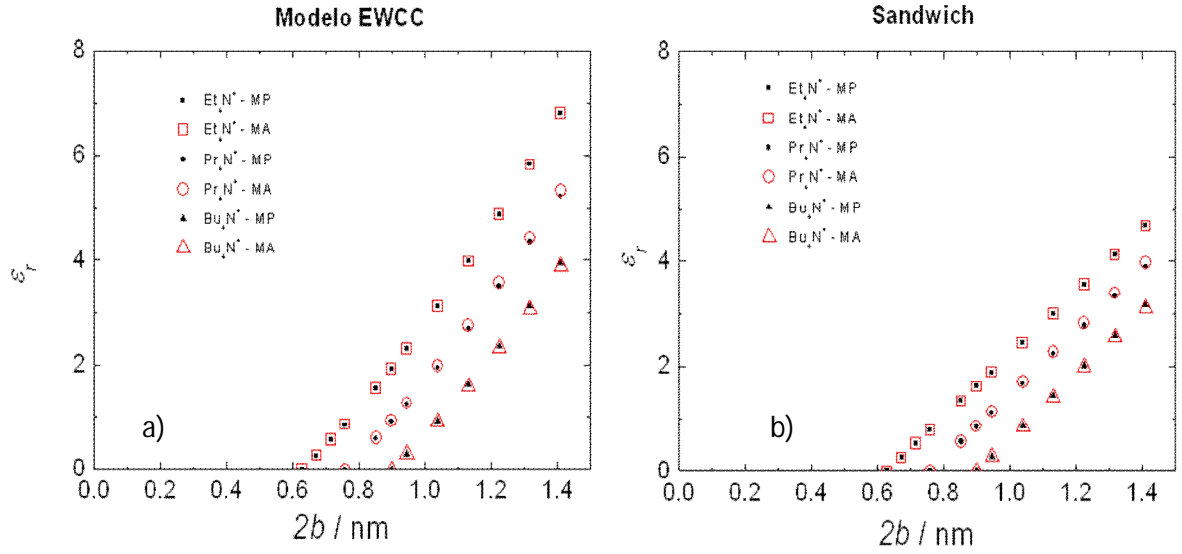 Modelo EWCC
8
6
4
2
0
εr
Et4N+ - MP
Et4N+ - MA
Pr4N+ - MP
Pr4N+ - MA
Bu4N+ - MP
Bu4N+ - MA
a)
0.0 0.2 0.4 0.6 0.8 1.0 1.2 1.4
2b / nm
Sandwich
8
6
4
2
0
εr
Et4N+ - MP
Et4N+ - MA
Pr4N+ - MP
Pr4N+ - MA
Bu4N+ - MP
Bu4N+ - MA
b)
0.0 0.2 0.4 0.6 0.8 1.0 1.2 1.4
2b / nm